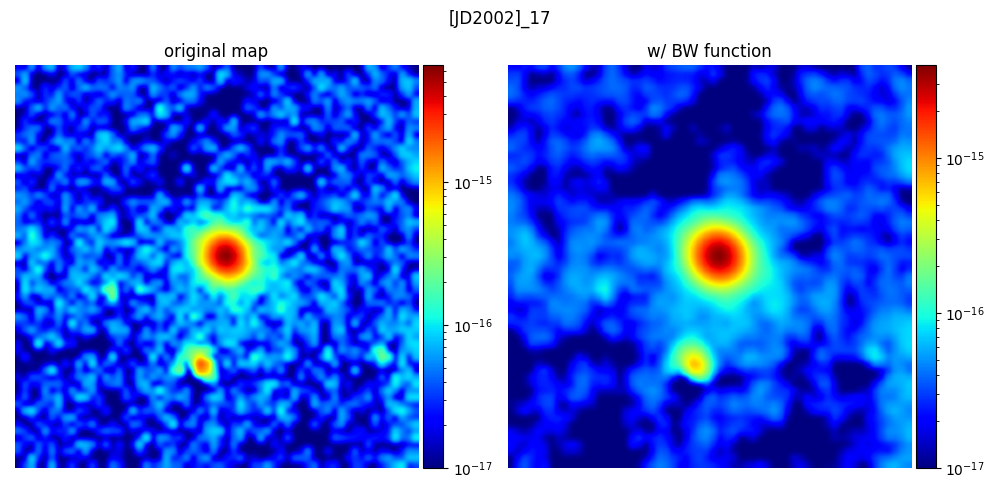 [JD2002]_17
original map
w/ BW function
10⁻¹⁵
10⁻¹⁶
10⁻¹⁷
10⁻¹⁵
10⁻¹⁶
10⁻¹⁷